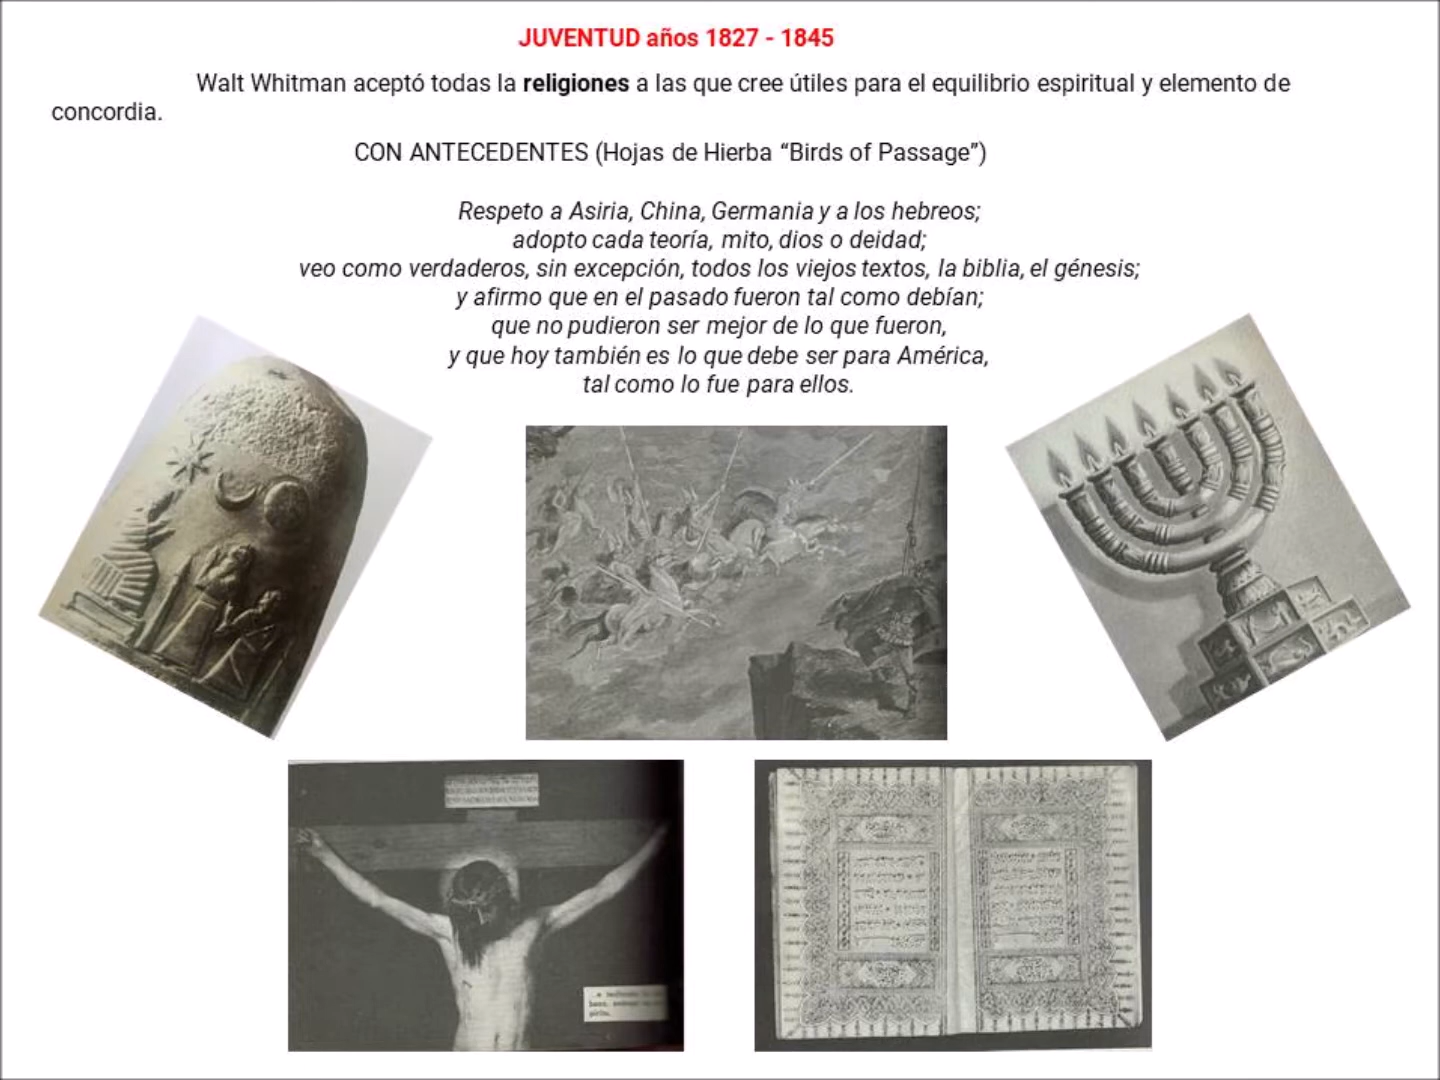 JUVENTUD años 1827 - 1845
Walt Whitman aceptó todas la religiones a las que cree útiles para el equilibrio espiritual y elemento de
concordia.
CON ANTECEDENTES (Hojas de Hierba “Birds of Passage”)
Respeto a Asiria, China, Germania y a los hebreos;
adopto cada teoría, mito, dios o deidad;
veo como verdaderos, sin excepción, todos los viejos textos, la biblia, el génesis;
y afirmo que en el pasado fueron tal como debían;
que no pudieron ser mejor de lo que fueron,
y que hoy también es lo que debe ser para América,
tal como lo fue para ellos.